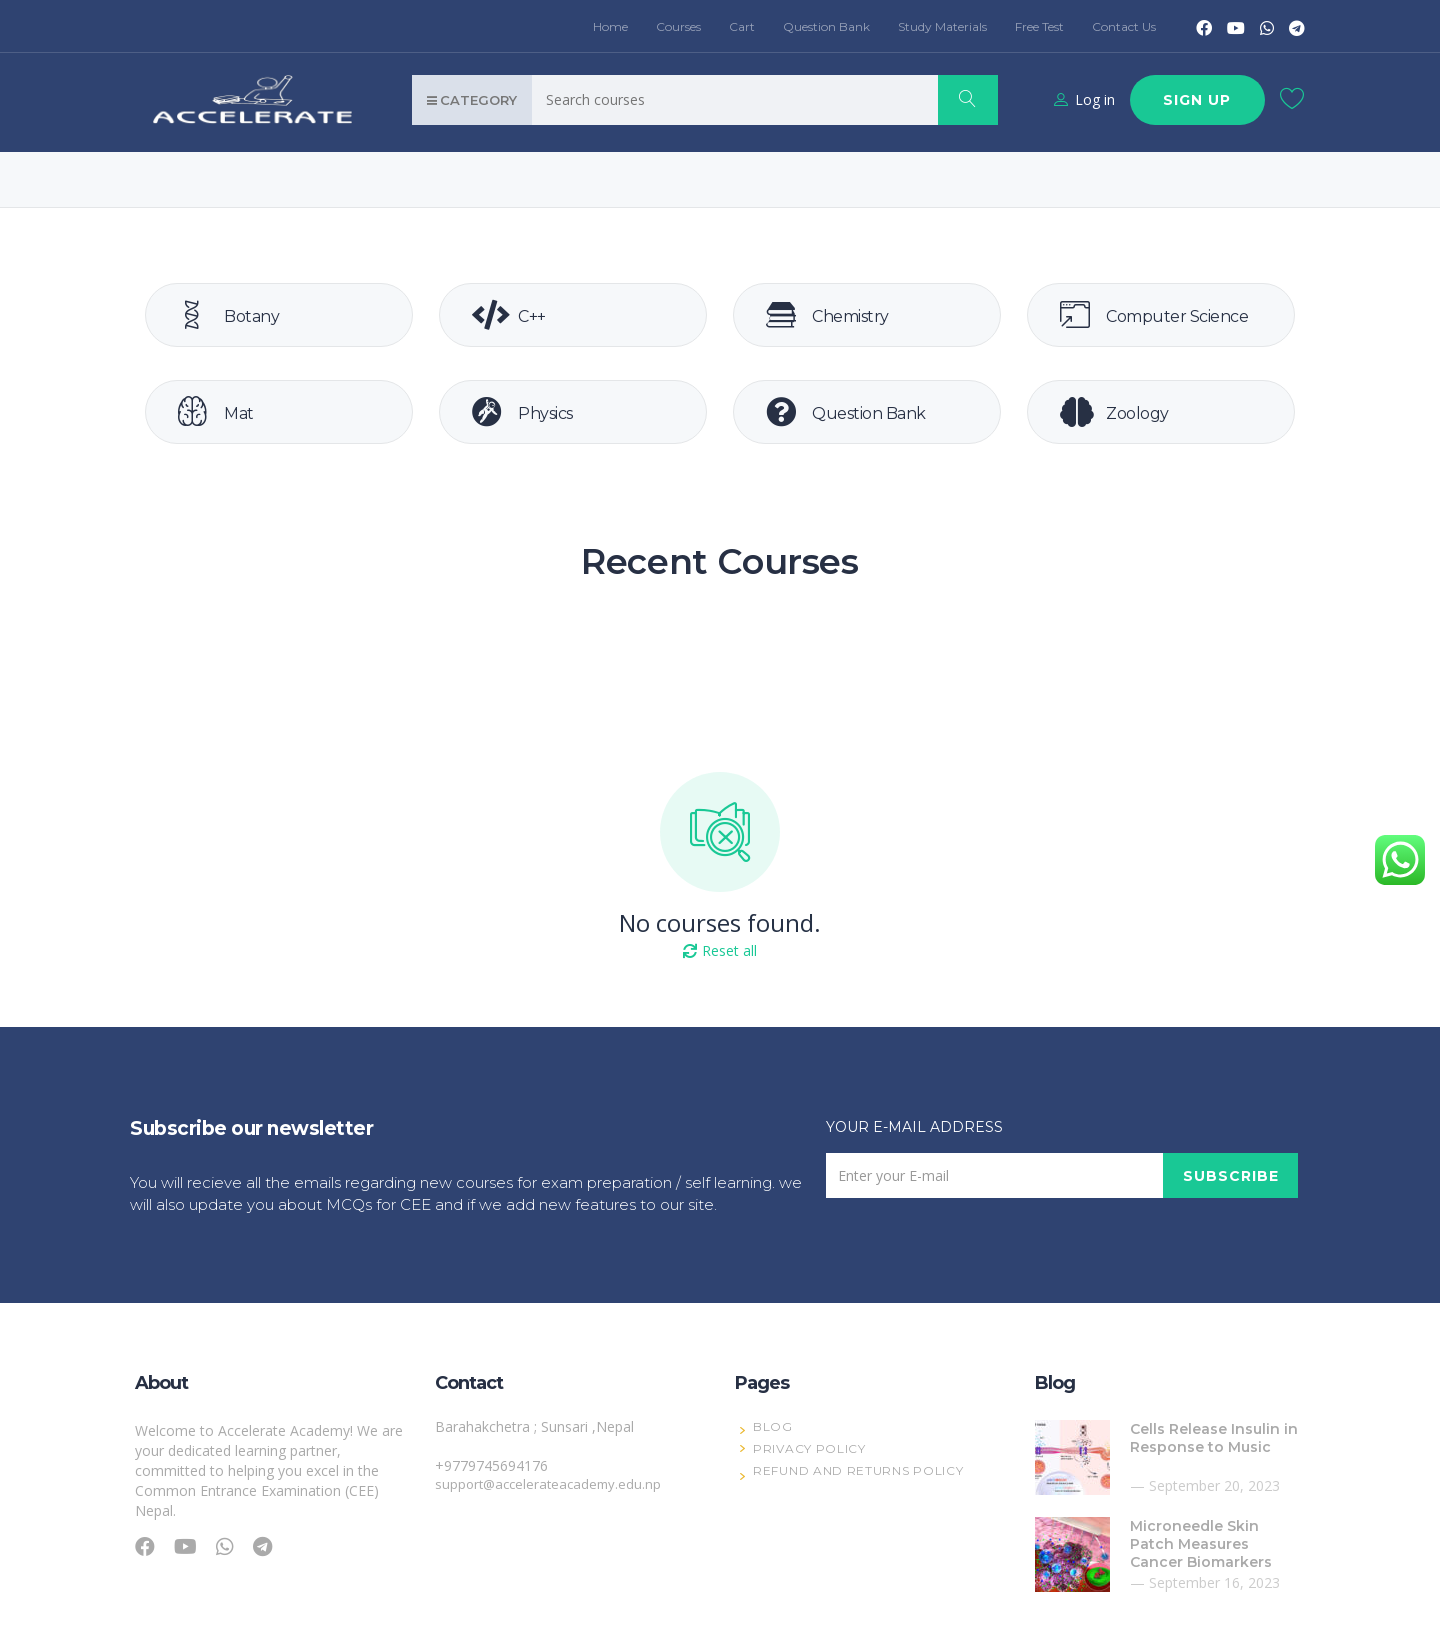 Home Courses Cart Question Bank Study Materials Free Test Contact Us
ACCELERATE
CATEGORY
Search courses
Log in
SIGN UP
Botany
C++
Chemistry
Computer Science
Mat
Physics
Question Bank
Zoology
Recent Courses
No courses found.
Reset all
Subscribe our newsletter
You will recieve all the emails regarding new courses for exam preparation / self learning. we
will also update you about MCQs for CEE and if we add new features to our site.
YOUR E-MAIL ADDRESS
Enter your E-mail
SUBSCRIBE
About
Welcome to Accelerate Academy! We are
your dedicated learning partner,
committed to helping you excel in the
Common Entrance Examination (CEE)
Nepal.
Contact
Barahakchetra ; Sunsari ,Nepal
+9779745694176
support@accelerateacademy.edu.np
Pages
BLOG
PRIVACY POLICY
REFUND AND RETURNS POLICY
Blog
Cells Release Insulin in
Response to Music
— September 20, 2023
Microneedle Skin
Patch Measures
Cancer Biomarkers
— September 16, 2023